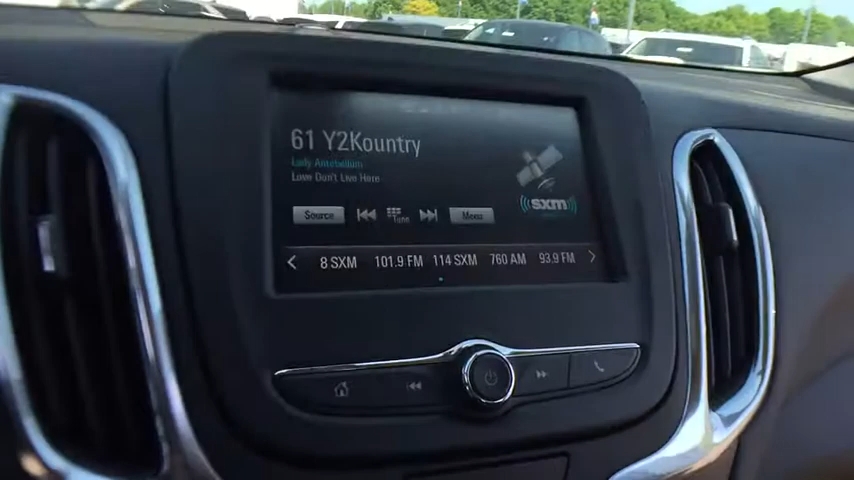 61 Y2Kountry
Lady Antebellum
Love Don't Live Here
Source Tune Menu
sxm
8 SXM 101.9 FM 114 SXM 760 AM 93.9 FM